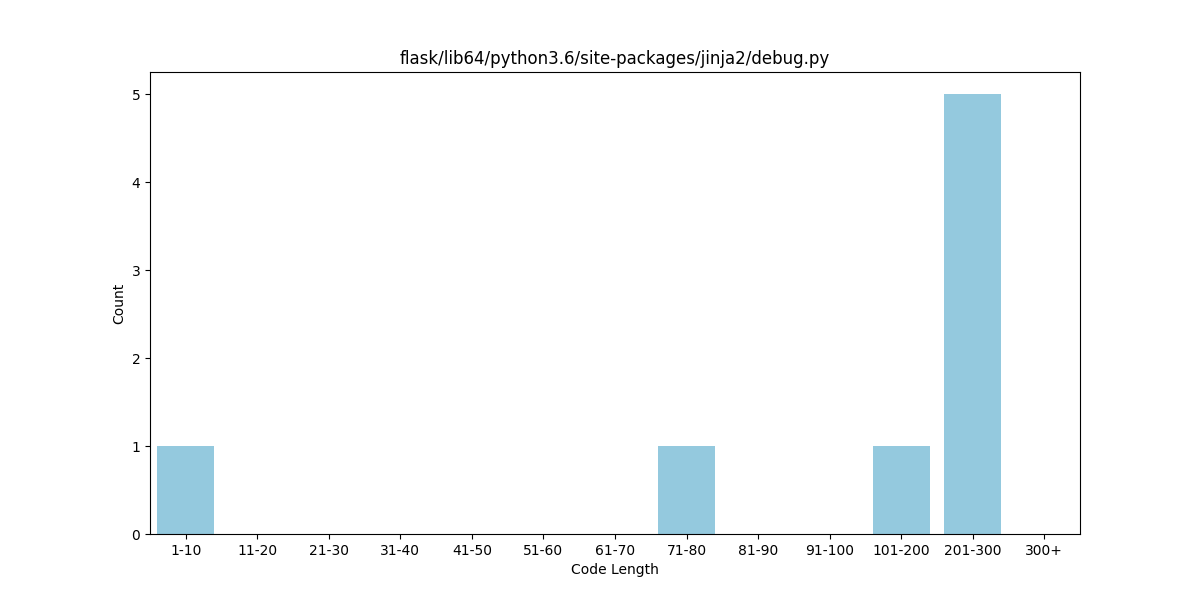 flask/lib64/python3.6/site-packages/jinja2/debug.py
5
4
3
2
1
0
Count
1-10 11-20 21-30 31-40 41-50 51-60 61-70 71-80 81-90 91-100 101-200 201-300 300+
Code Length